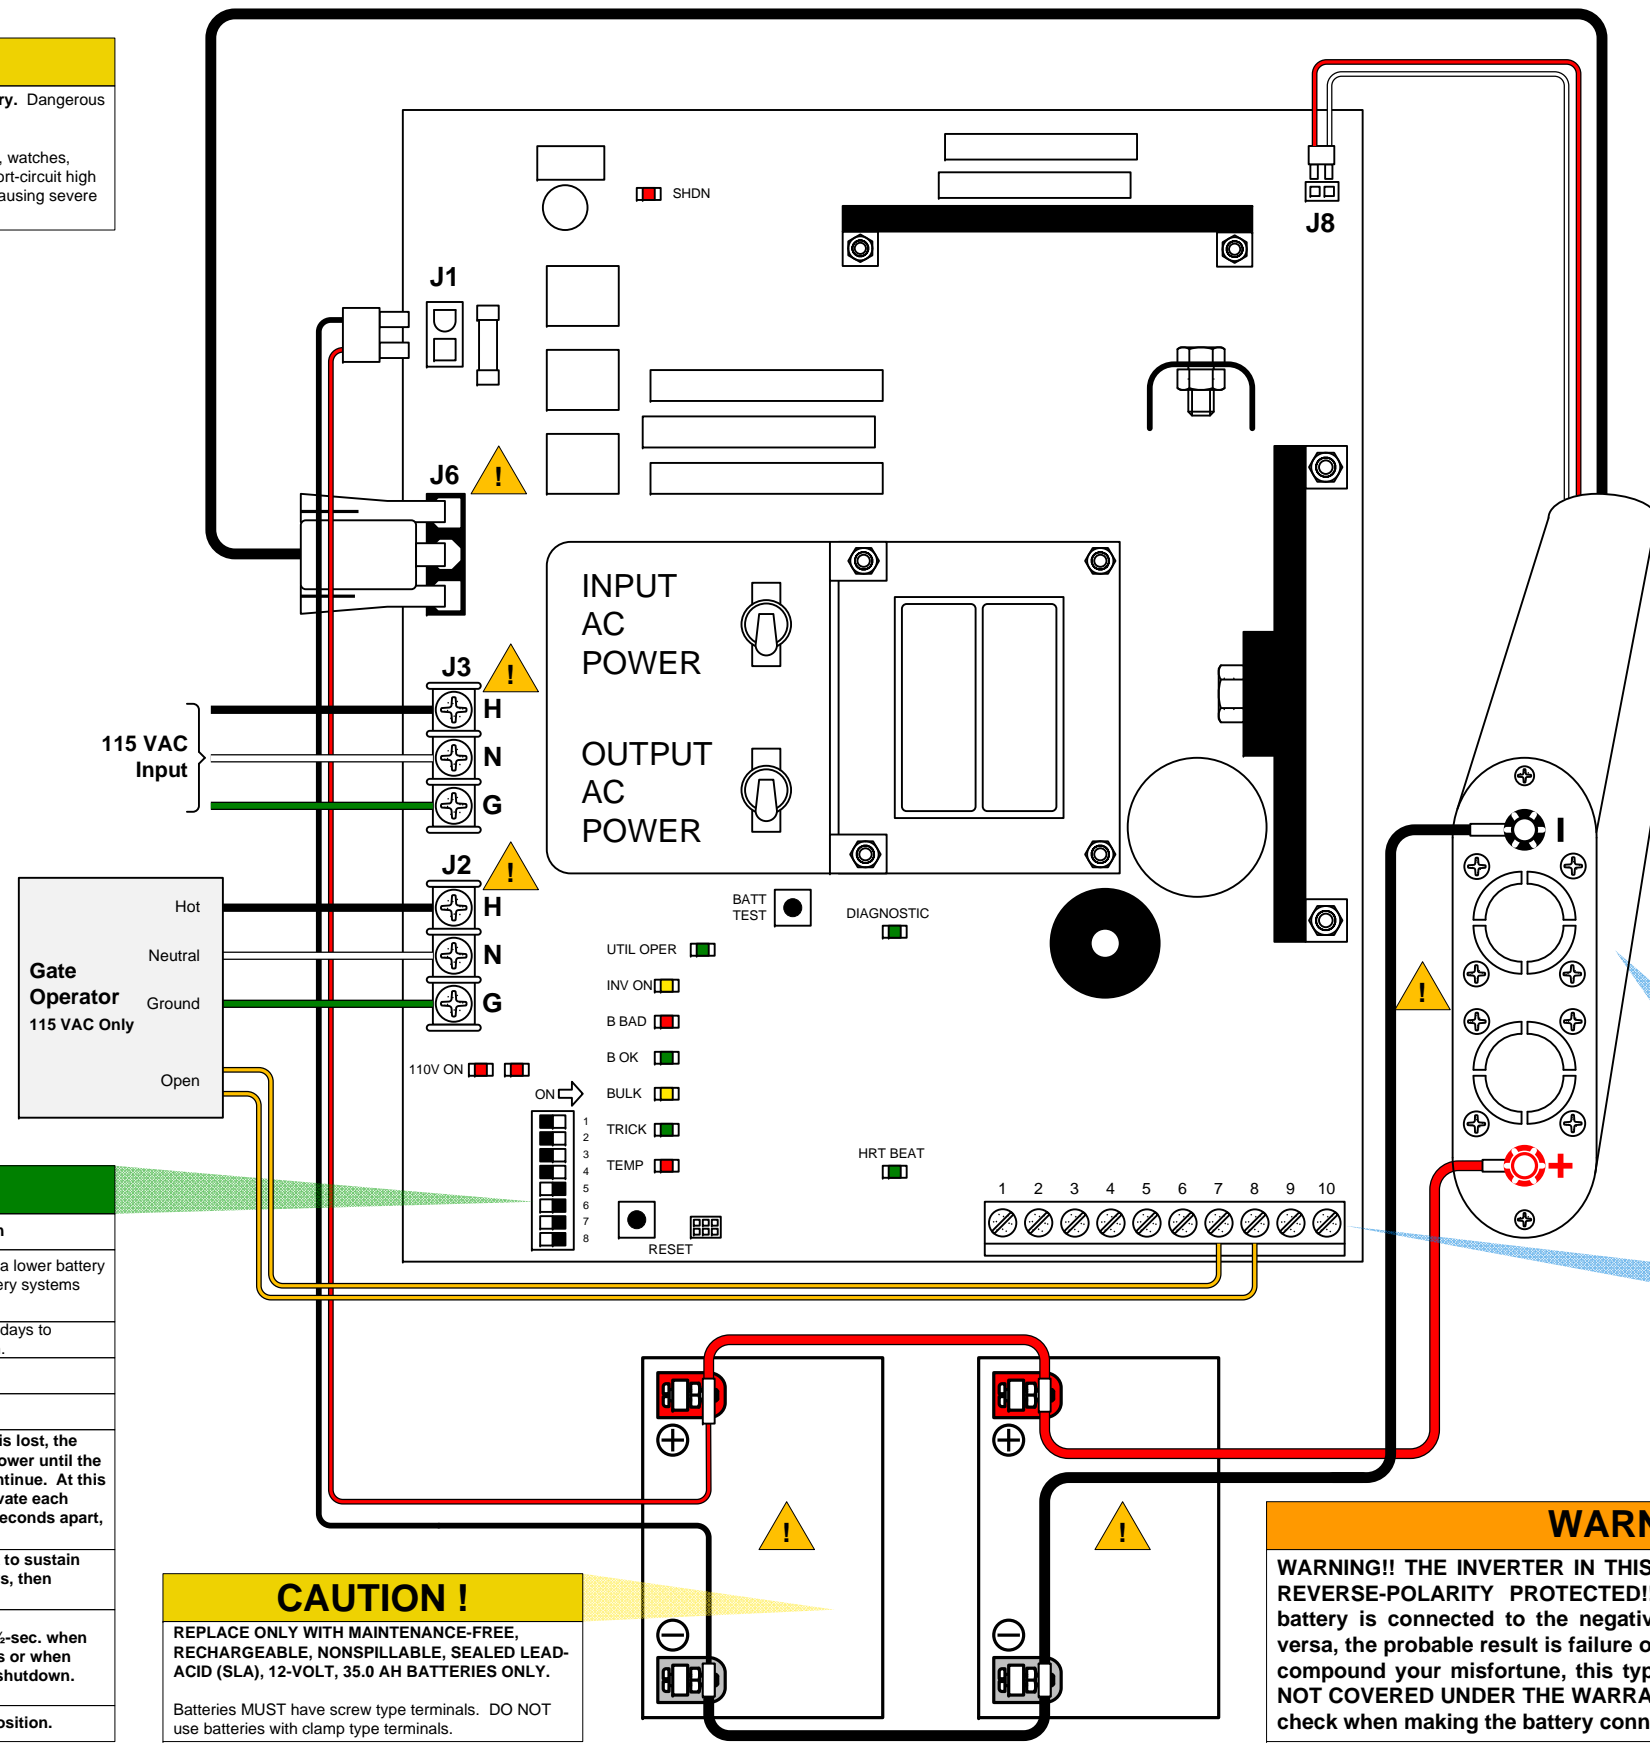 ry.  Dangerous
, watches,
ort-circuit high
ausing severe
SHDN
J8
J1
J6
!
INPUT
AC
POWER
J3
!
H
115 VAC
Input
N
G
OUTPUT
AC
POWER
J2
!
H
N
G
Gate
Operator
115 VAC Only
Hot
Neutral
Ground
Open
BATT
TEST
DIAGNOSTIC
UTIL OPER
INV ON
B BAD
B OK
BULK
TRICK
TEMP
110V ON
ON
1
2
3
4
5
6
7
8
RESET
HRT BEAT
1 2 3 4 5 6 7 8 9 10
!
+
n
a lower battery
ery systems
days to
.
is lost, the
ower until the
ntinue.  At this
vate each
econds apart,
to sustain
s, then
½-sec. when
s or when
shutdown.
osition.
+
+
!
!
CAUTION !
REPLACE ONLY WITH MAINTENANCE-FREE,
RECHARGEABLE, NONSPILLABLE, SEALED LEAD-
ACID (SLA), 12-VOLT, 35.0 AH BATTERIES ONLY.
Batteries MUST have screw type terminals.  DO NOT
use batteries with clamp type terminals.
WARN
WARNING!! THE INVERTER IN THIS
REVERSE-POLARITY PROTECTED!!
battery is connected to the negativ
versa, the probable result is failure o
compound your misfortune, this typ
NOT COVERED UNDER THE WARRA
check when making the battery conn